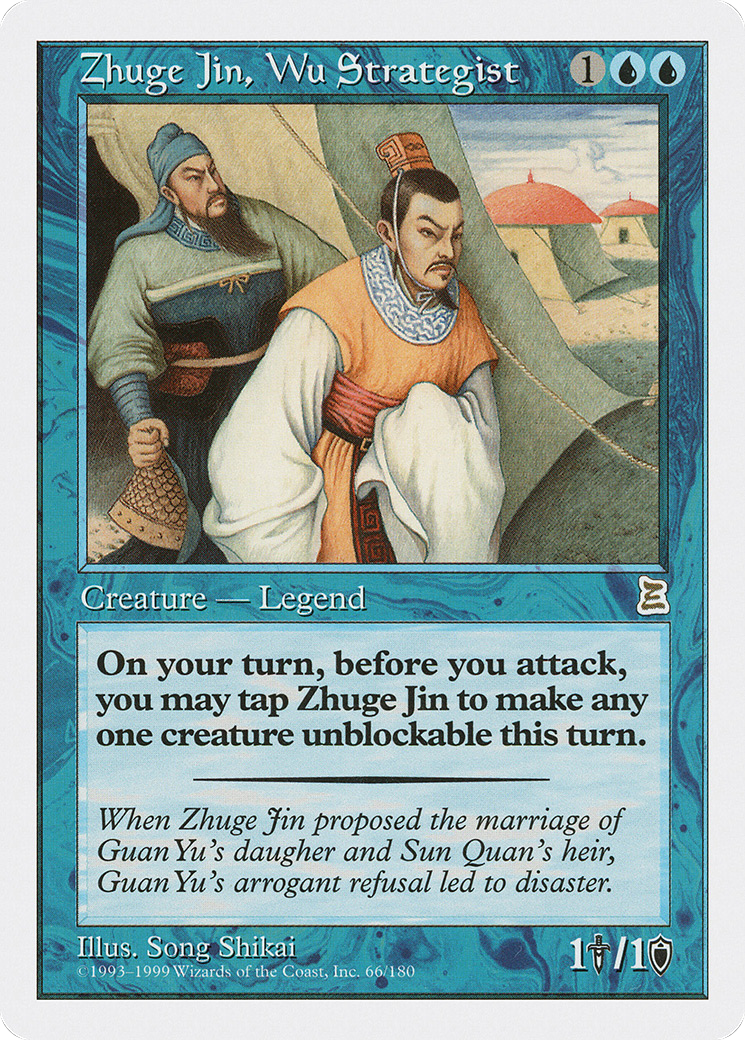 Zhuge Jin, Wu Strategist 1
Creature — Legend
On your turn, before you attack,
you may tap Zhuge Jin to make any
one creature unblockable this turn.
When Zhuge Jin proposed the marriage of
Guan Yu's daugher and Sun Quan's heir,
Guan Yu's arrogant refusal led to disaster.
Illus. Song Shikai
©1993–1999 Wizards of the Coast, Inc. 66/180
1/1